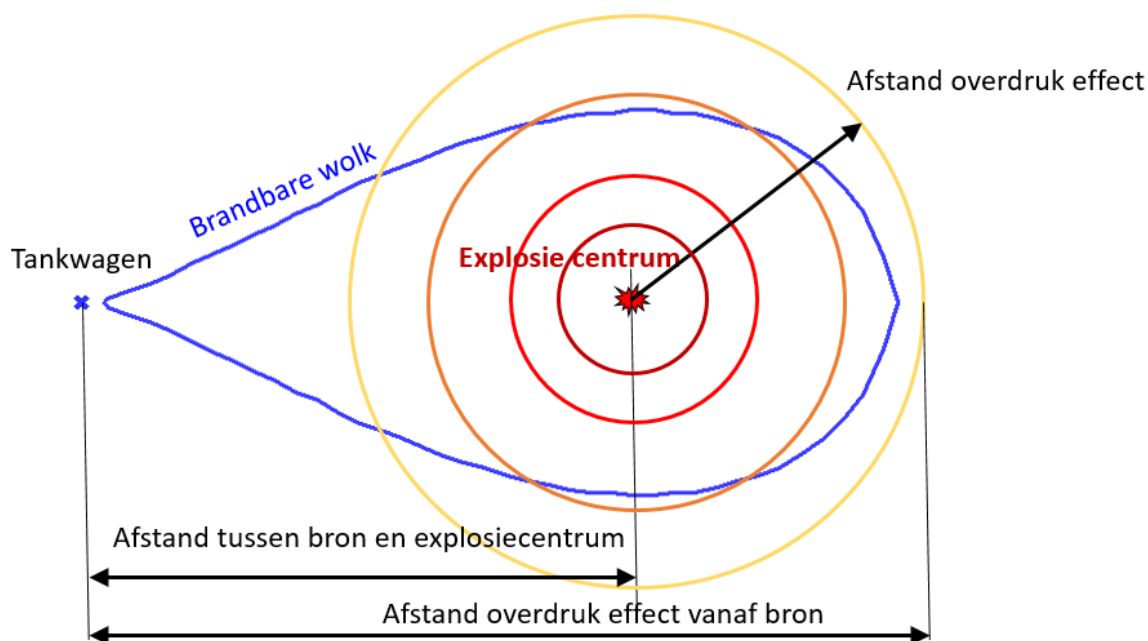 Afstand overdruk effect
Brandbare wolk
Tankwagen
Explosie centrum
Afstand tussen bron en explosiecentrum
Afstand overdruk effect vanaf bron